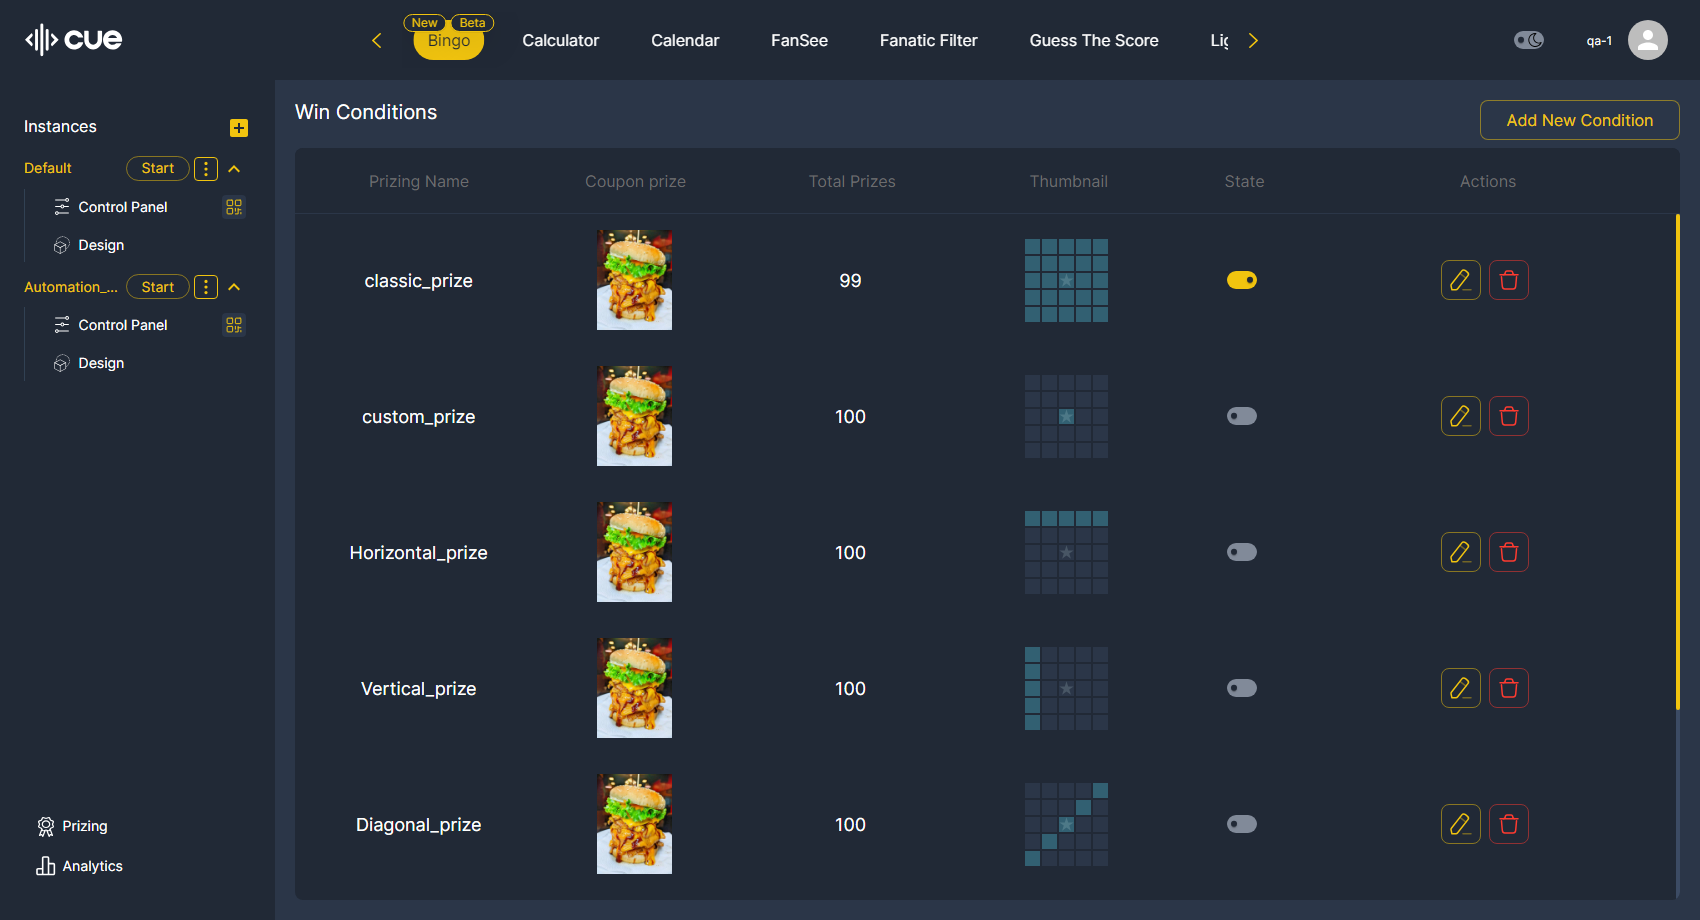 cue
New Beta
Bingo
Calculator
Calendar
FanSee
Fanatic Filter
Guess The Score
qa-1
Instances
Default
Start
Control Panel
Design
Automation_...
Start
Control Panel
Design
Prizing
Analytics
Win Conditions
Add New Condition
Prizing Name Coupon prize Total Prizes Thumbnail State Actions
classic_prize 99
custom_prize 100
Horizontal_prize 100
Vertical_prize 100
Diagonal_prize 100